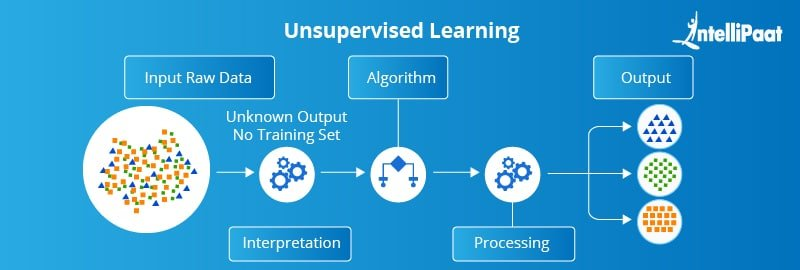 Unsupervised Learning
IntelliPaat
Input Raw Data
Algorithm
Output
Unknown Output
No Training Set
Interpretation
Processing